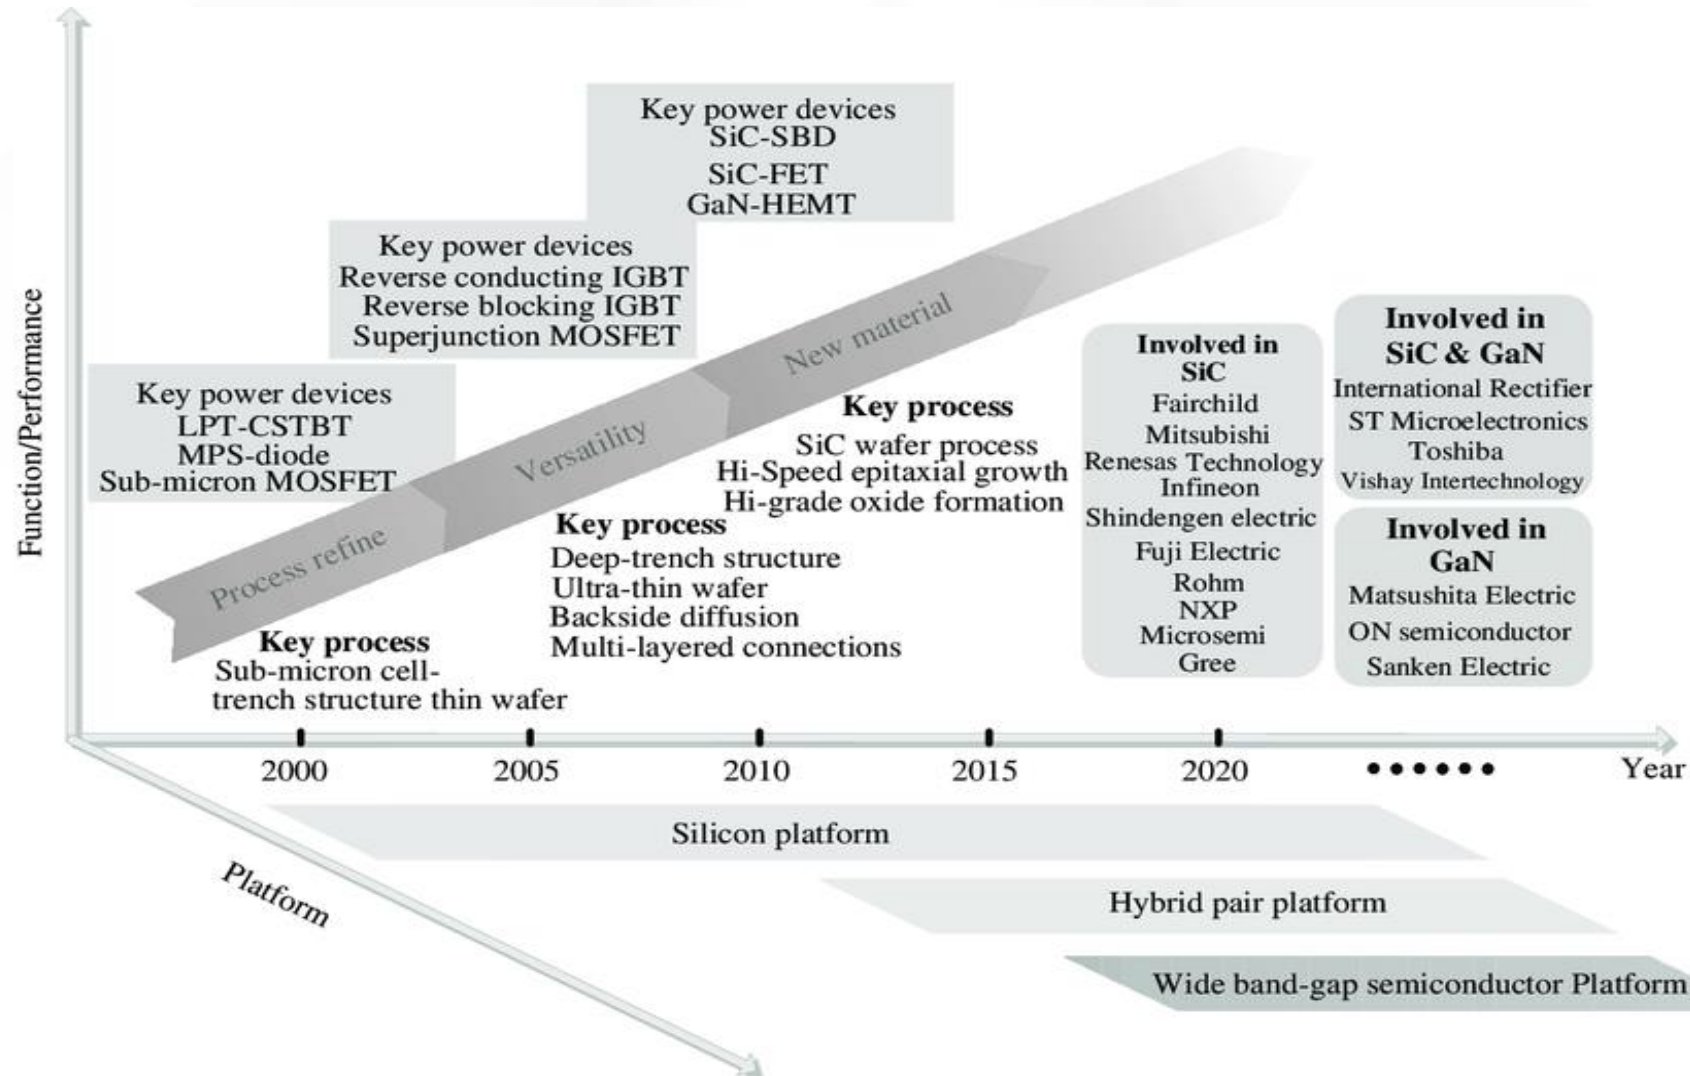 Function/Performance
Key power devices
SiC-SBD
SiC-FET
GaN-HEMT
Key power devices
Reverse conducting IGBT
Reverse blocking IGBT
Superjunction MOSFET
Key power devices
LPT-CSTBT
MPS-diode
Sub-micron MOSFET
Process refine
Versatility
New material
Key process
Sub-micron cell-
trench structure thin wafer
Key process
Deep-trench structure
Ultra-thin wafer
Backside diffusion
Multi-layered connections
Key process
SiC wafer process
Hi-Speed epitaxial growth
Hi-grade oxide formation
Involved in
SiC
Fairchild
Mitsubishi
Renesas Technology
Infineon
Shindengen electric
Fuji Electric
Rohm
NXP
Microsemi
Gree
Involved in
SiC & GaN
International Rectifier
ST Microelectronics
Toshiba
Vishay Intertechnology
Involved in
GaN
Matsushita Electric
ON semiconductor
Sanken Electric
2000 2005 2010 2015 2020 •••••• Year
Platform
Silicon platform
Hybrid pair platform
Wide band-gap semiconductor Platform